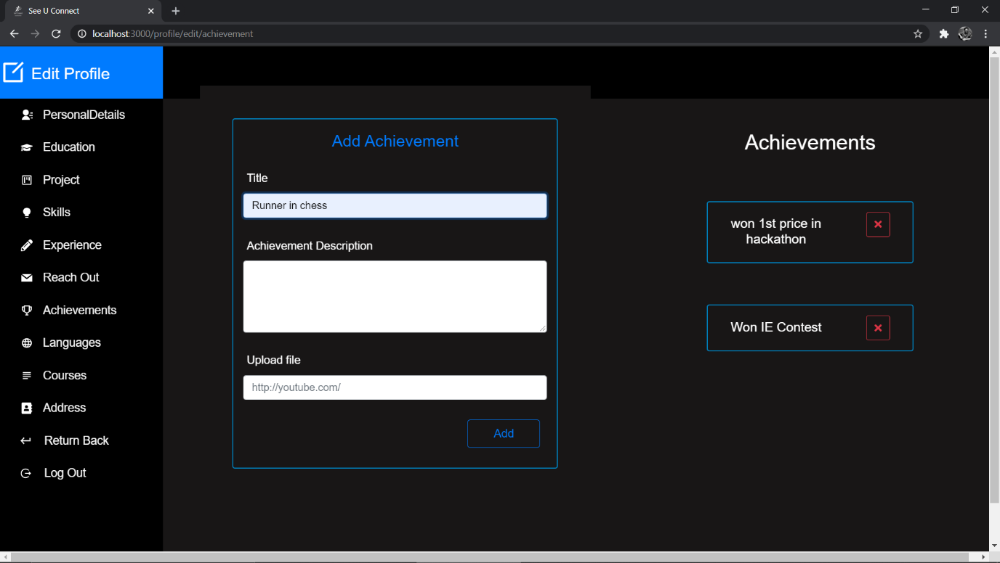 See U Connect
localhost:3000/profile/edit/achievement
Edit Profile
PersonalDetails
Education
Project
Skills
Experience
Reach Out
Achievements
Languages
Courses
Address
Return Back
Log Out
Add Achievement
Title
Runner in chess
Achievement Description
Upload file
http://youtube.com/
Add
Achievements
won 1st price in
hackathon
Won IE Contest